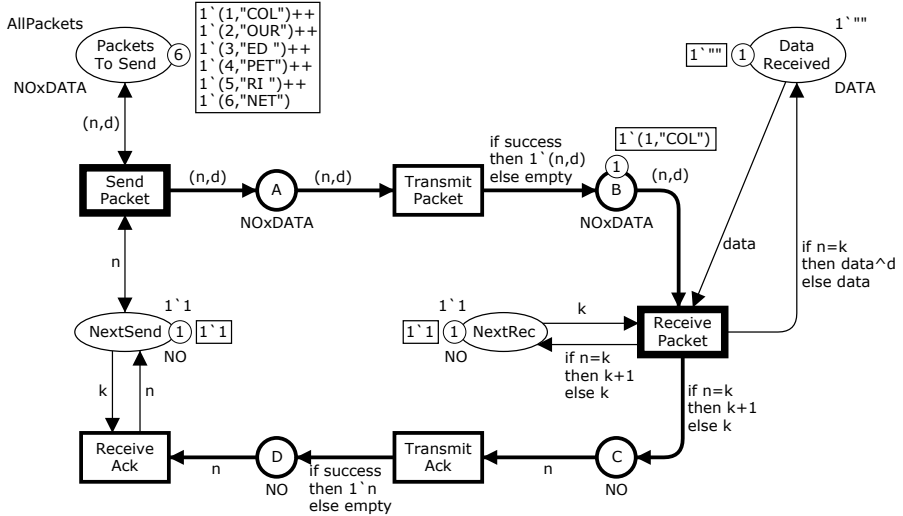 AllPackets
Packets
To Send
6
1`(1,"COL")++
1`(2,"OUR")++
1`(3,"ED ")++
1`(4,"PET")++
1`(5,"RI ")++
1`(6,"NET")
NOxDATA
1`""
1`""
1
Data
Received
DATA
(n,d)
Send
Packet
(n,d)
A
NOxDATA
(n,d)
Transmit
Packet
if success
then 1`(n,d)
else empty
1`(1,"COL")
1
B
NOxDATA
(n,d)
n
data
if n=k
then data^d
else data
1`1
NextSend
1
1`1
NO
1`1
1`1
1
NextRec
NO
k
if n=k
then k+1
else k
Receive
Packet
k
n
if n=k
then k+1
else k
Receive
Ack
n
D
NO
if success
then 1`n
else empty
Transmit
Ack
n
C
NO